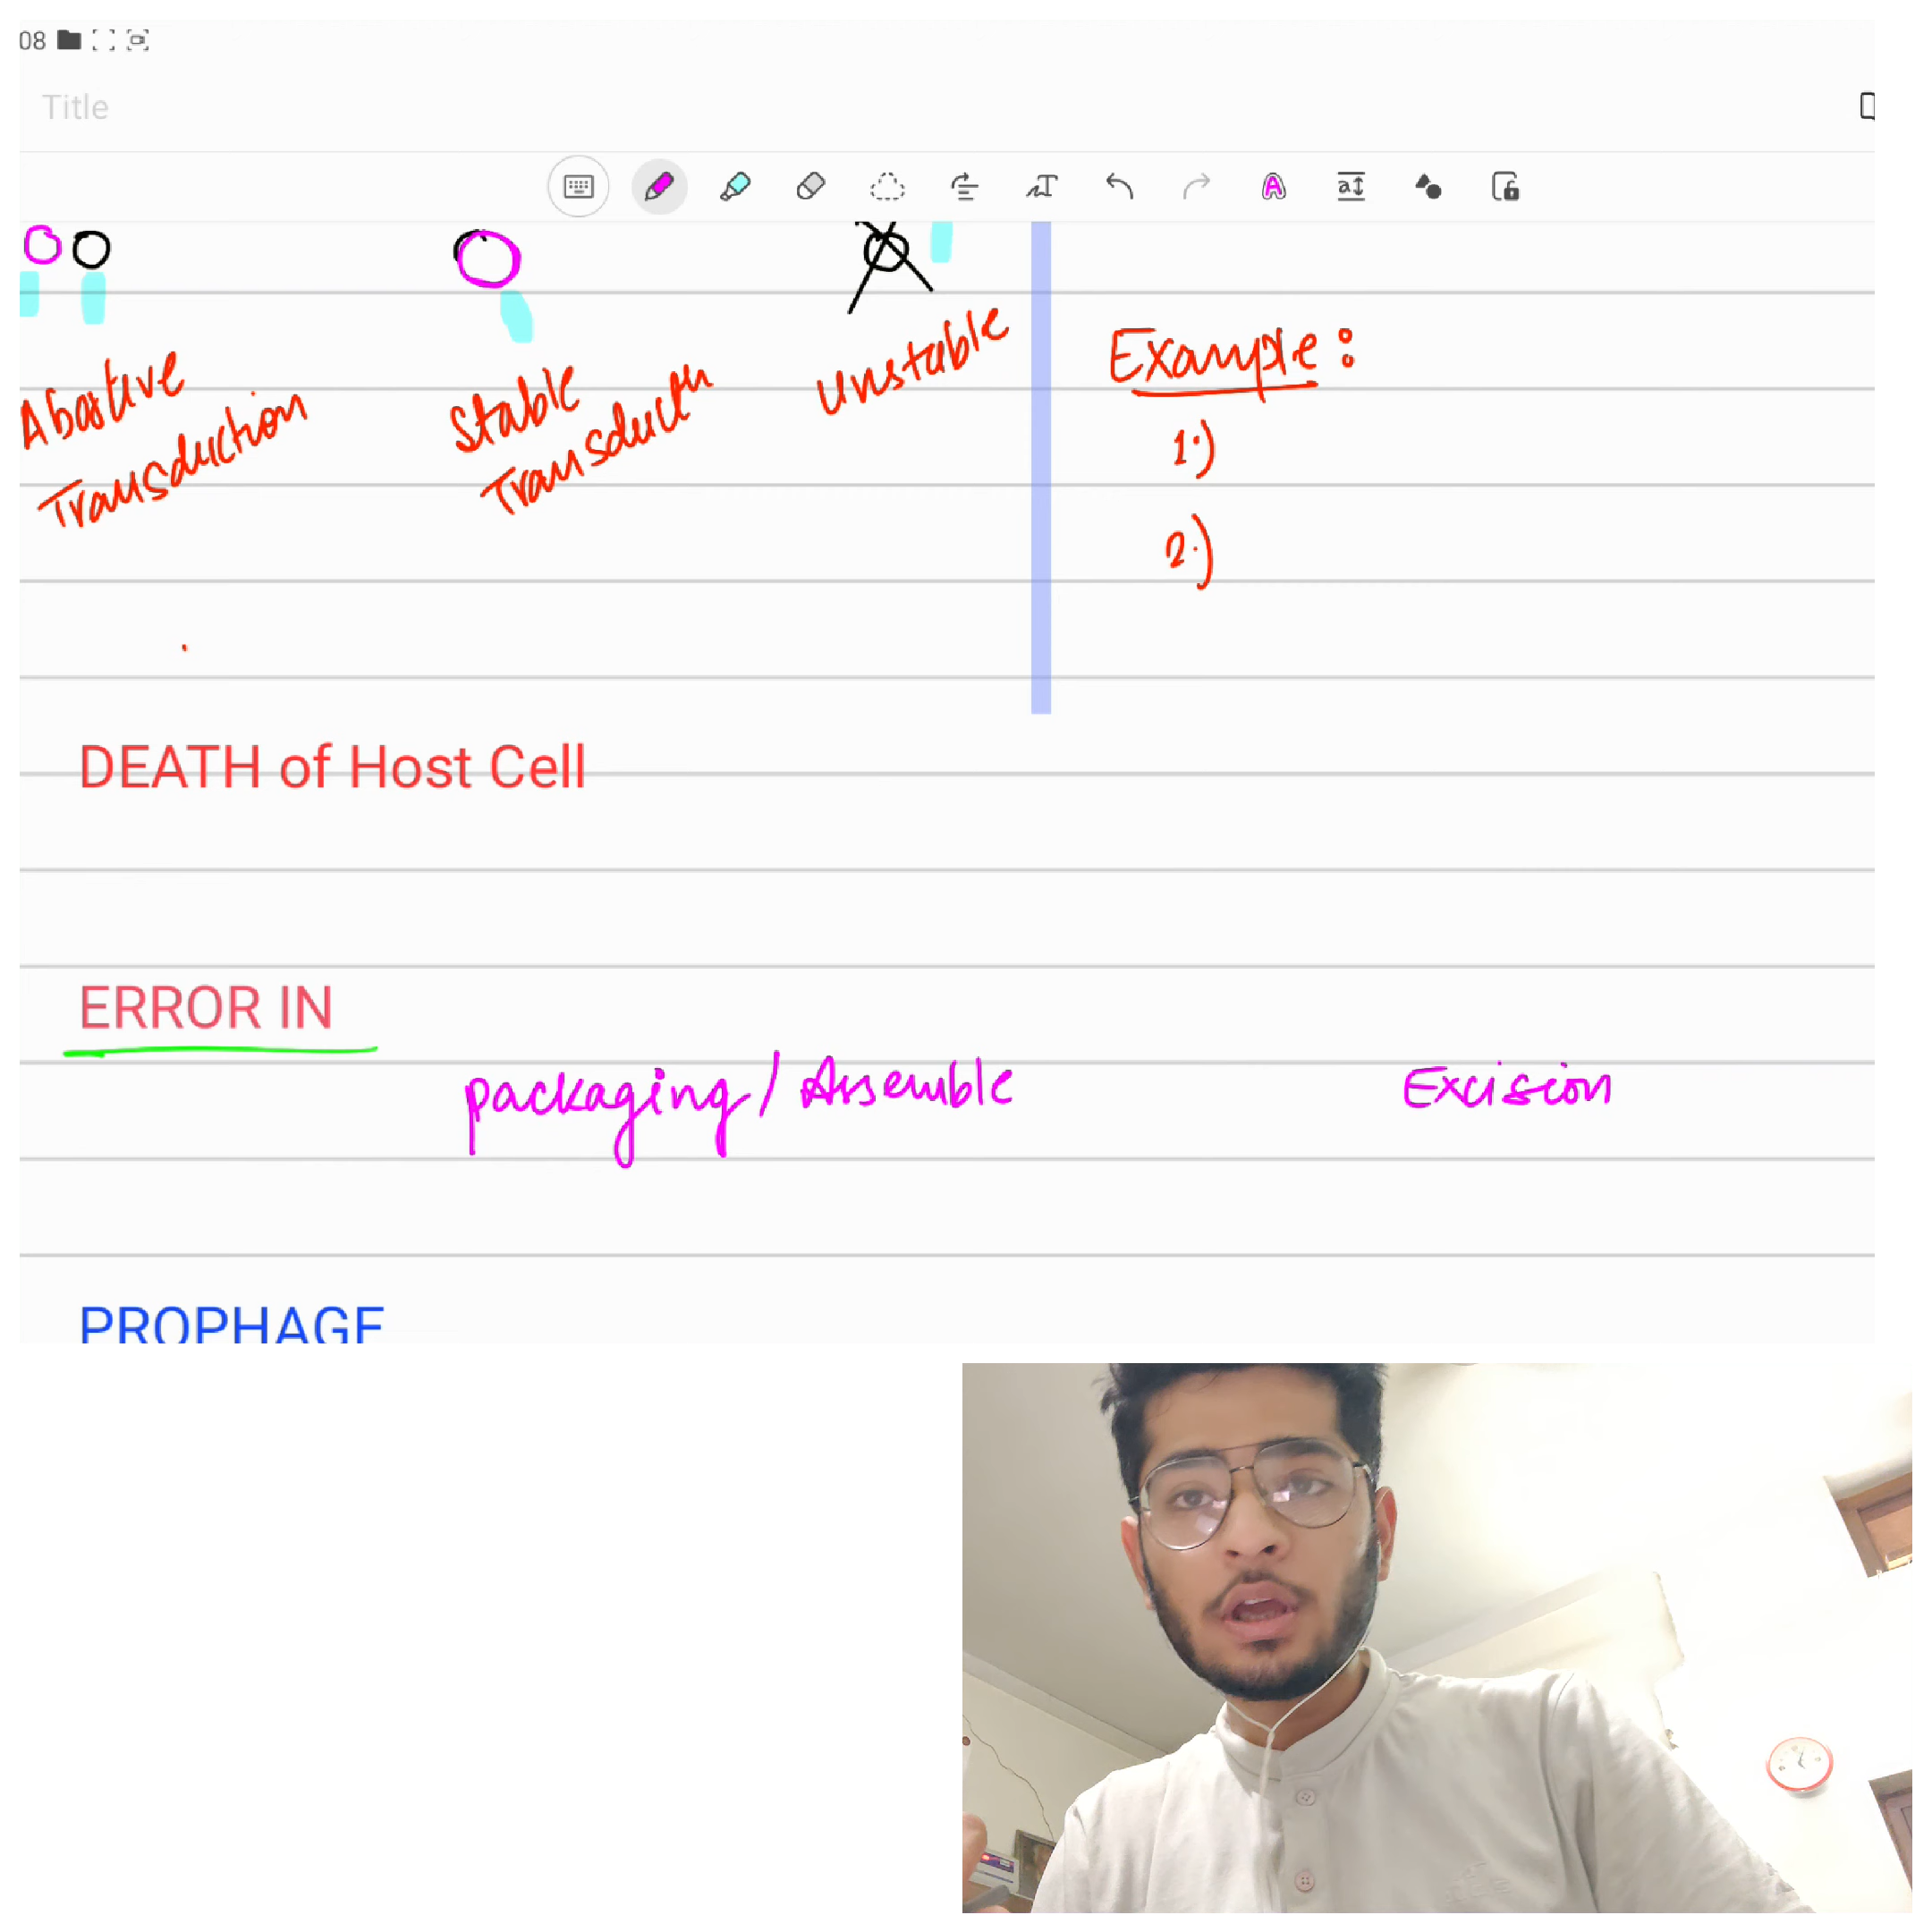 08
Title
Abortive
Transduction
Stable
Transductn
Unstable
Example :
1.)
2.)
DEATH of Host Cell
ERROR IN
packaging / Assemble
Excision
PROPHAGE